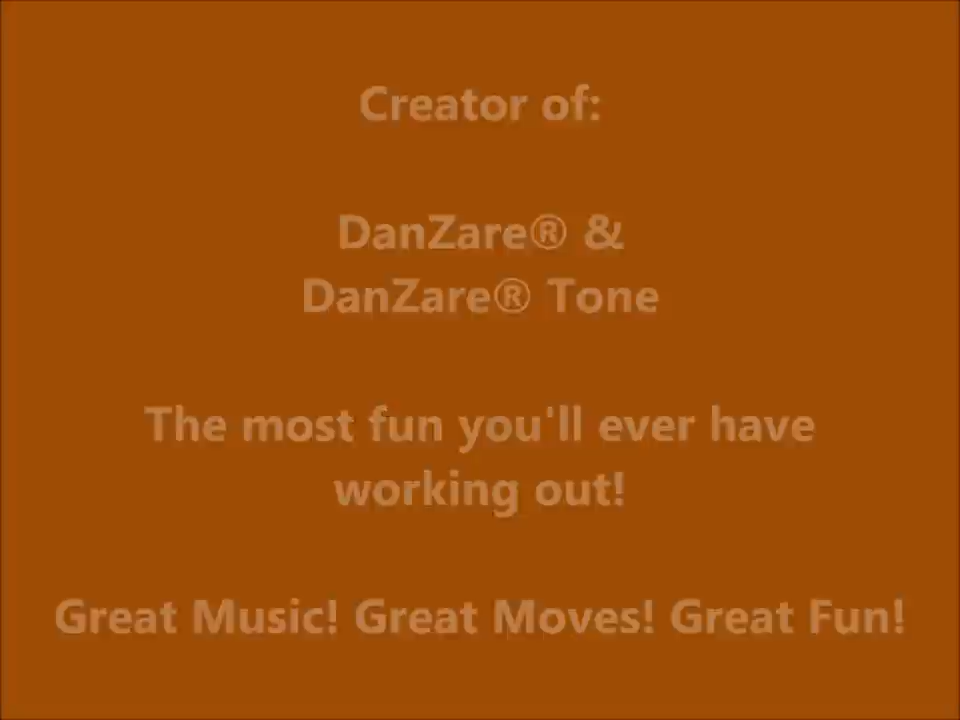 Creator of:
DanZare® &
DanZare® Tone
The most fun you'll ever have
working out!
Great Music! Great Moves! Great Fun!